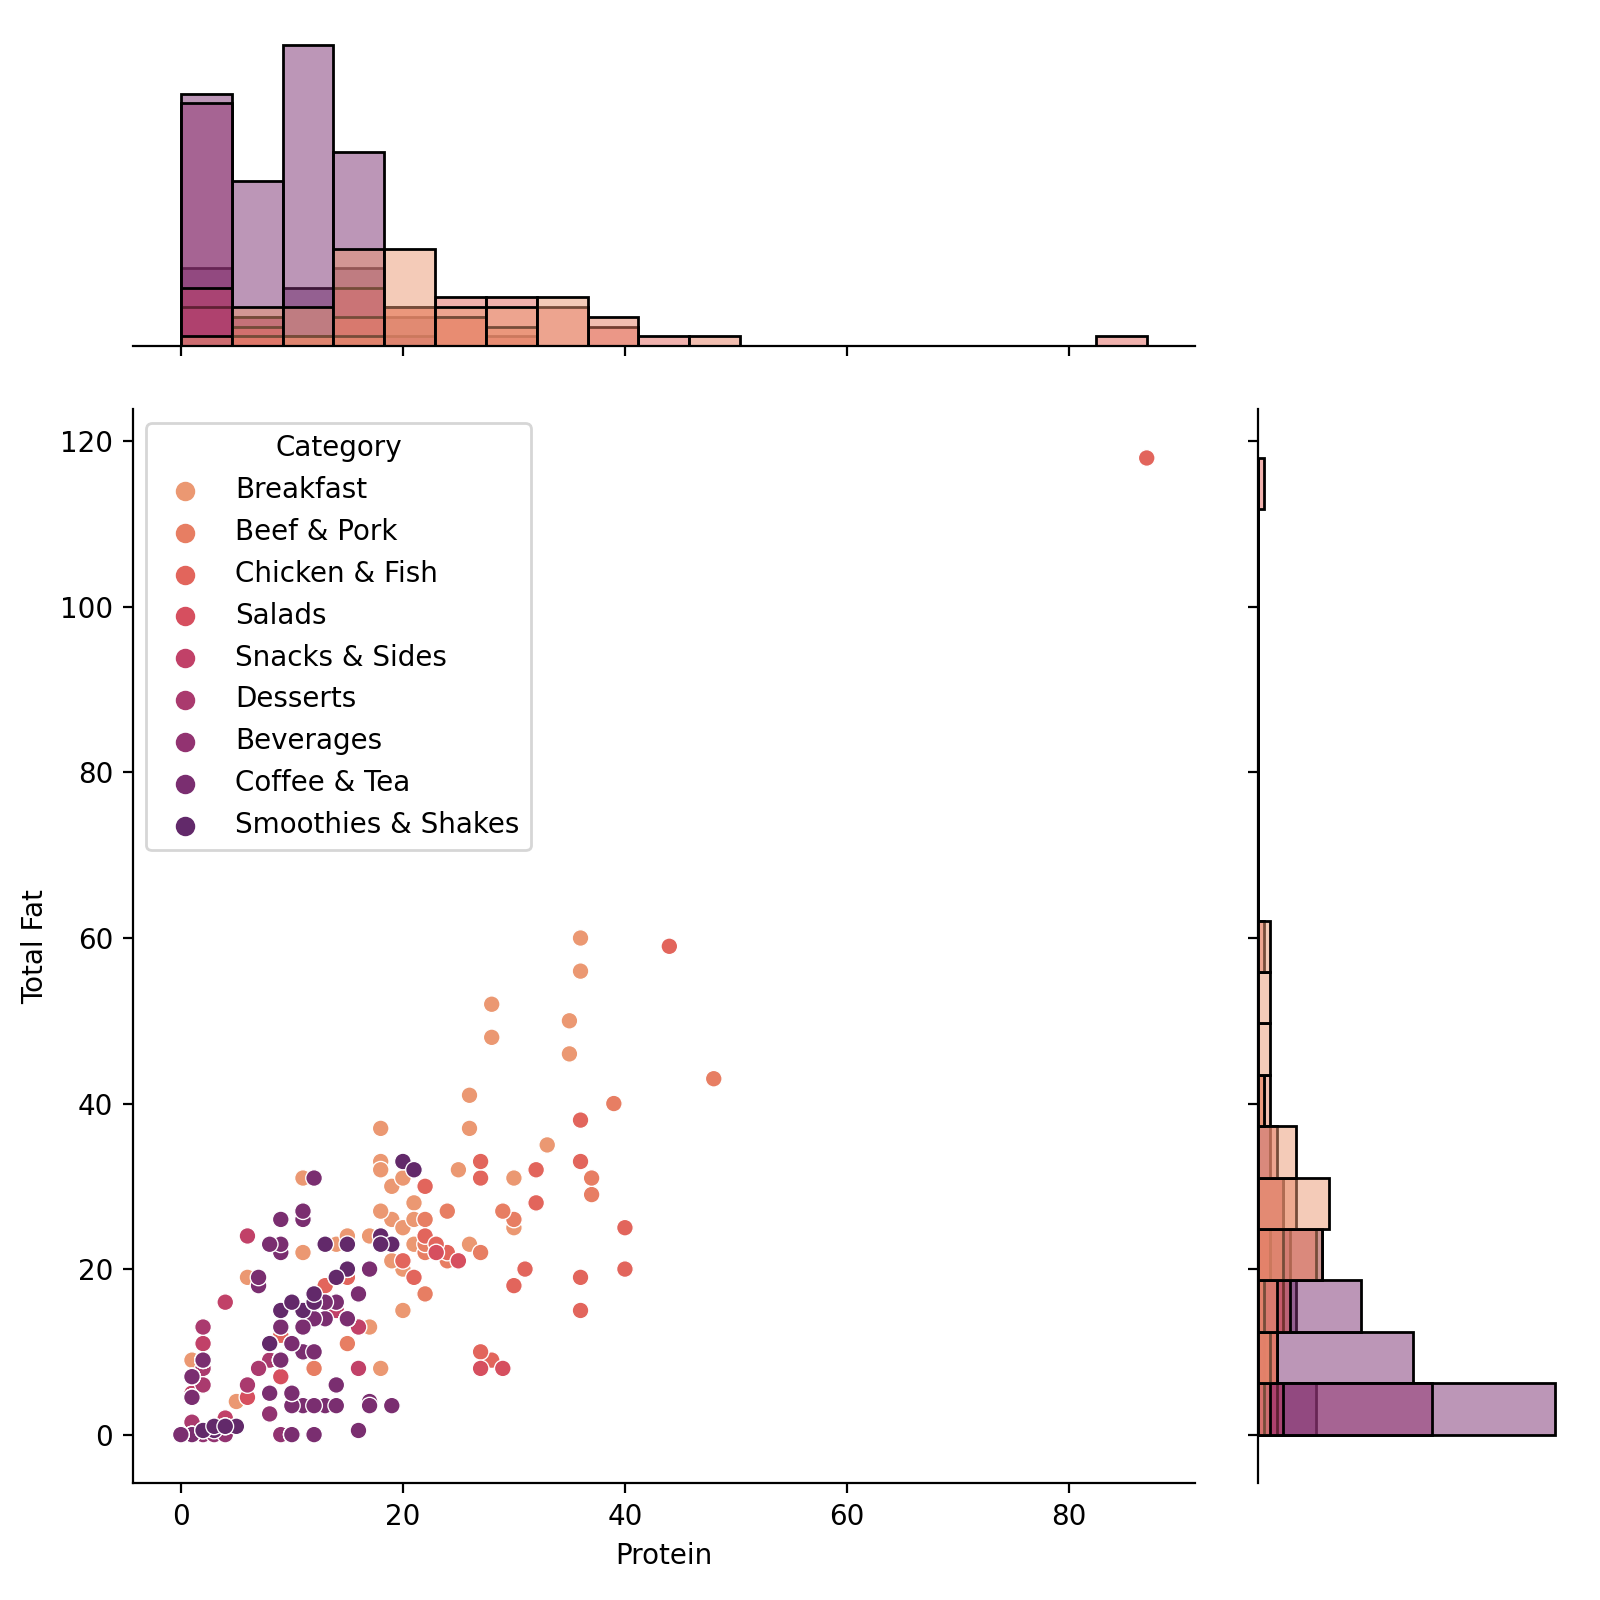 120
100
80
60
40
20
0
Total Fat
Category
Breakfast
Beef & Pork
Chicken & Fish
Salads
Snacks & Sides
Desserts
Beverages
Coffee & Tea
Smoothies & Shakes
0 20 40 60 80
Protein